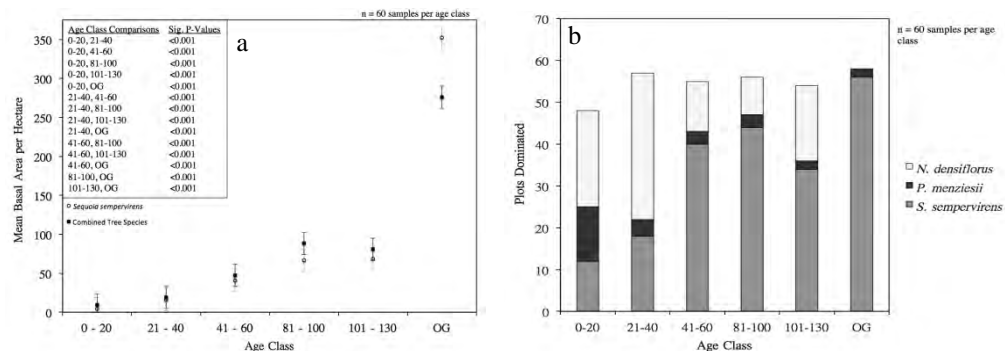 n = 60 samples per age class
Age Class Comparisons Sig. P-Values
0-20, 21-40 <0.001
0-20, 41-60 <0.001
0-20, 81-100 <0.001
0-20, 101-130 <0.001
0-20, OG <0.001
21-40, 41-60 <0.001
21-40, 81-100 <0.001
21-40, 101-130 <0.001
21-40, OG <0.001
41-60, 81-100 <0.001
41-60, 101-130 <0.001
41-60, OG <0.001
81-100, OG <0.001
101-130, OG <0.001
a
Sequoia sempervirens
Combined Tree Species
Mean Basal Area per Hectare
350
300
250
200
150
100
50
0
0 - 20 21 - 40 41 - 60 81 - 100 101 - 130 OG
Age Class
b
n = 60 samples per age
class
Plots Dominated
70
60
50
40
30
20
10
0
0-20 21-40 41-60 81-100 101-130 OG
Age Class
N. densiflorus
P. menziesii
S. sempervirens